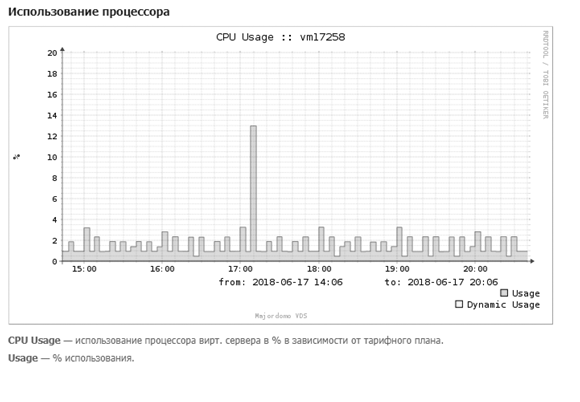 Использование процессора
CPU Usage :: vm17258
RRDTOOL / TOBI OETIKER
20
18
16
14
12
10
8
6
4
2
0
%
15:00 16:00 17:00 18:00 19:00 20:00
from: 2018-06-17 14:06 to: 2018-06-17 20:06
Usage
Dynamic Usage
Majordomo VDS
CPU Usage — использование процессора вирт. сервера в % в зависимости от тарифного плана.
Usage — % использования.